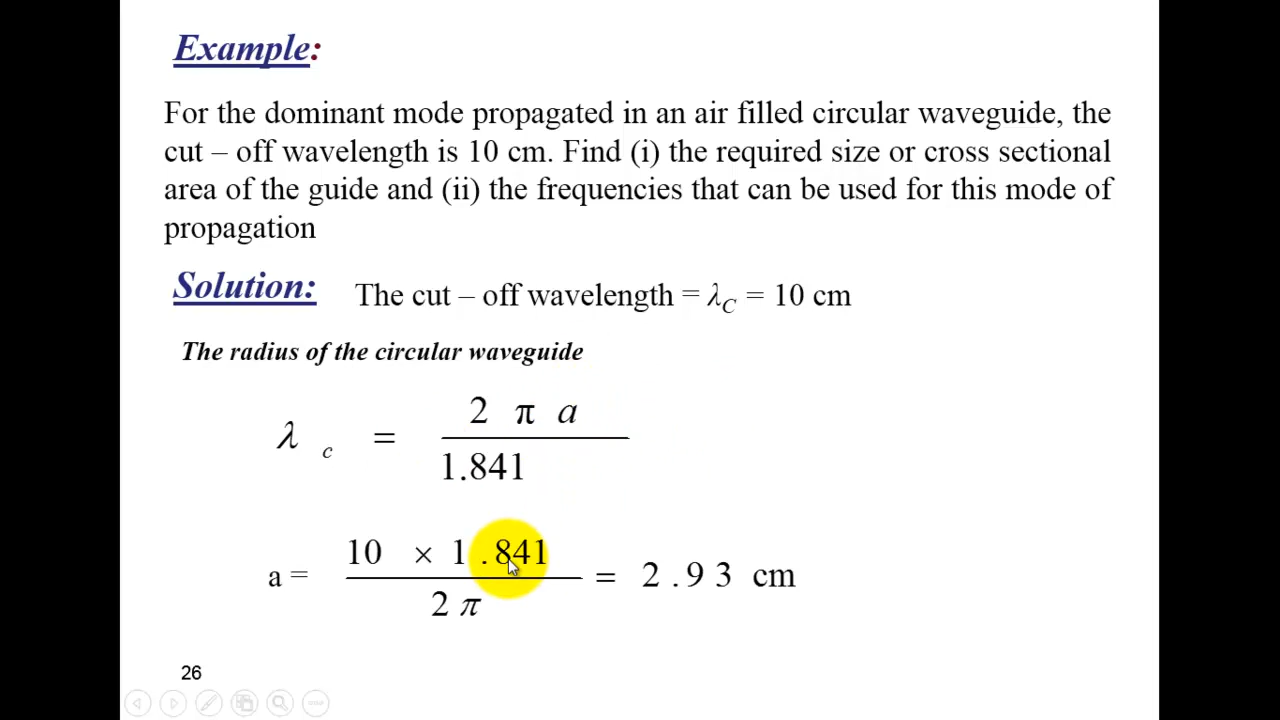 Example:
For the dominant mode propagated in an air filled circular waveguide, the
cut – off wavelength is 10 cm. Find (i) the required size or cross sectional
area of the guide and (ii) the frequencies that can be used for this mode of
propagation
Solution: The cut – off wavelength = λC = 10 cm
The radius of the circular waveguide
2 π a
λ c =
1.841
10 × 1 .841
a = = 2 . 9 3 cm
2 π
26